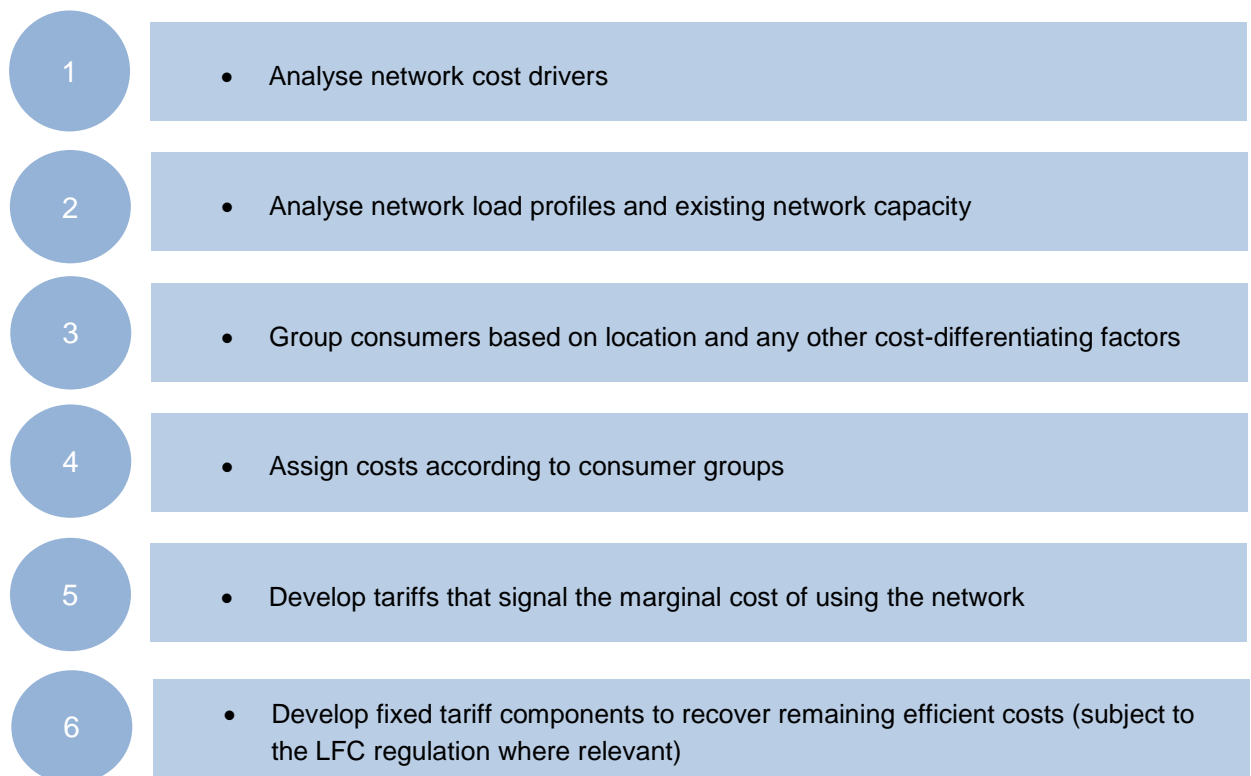 1
• Analyse network cost drivers
2
• Analyse network load profiles and existing network capacity
3
• Group consumers based on location and any other cost-differentiating factors
4
• Assign costs according to consumer groups
5
• Develop tariffs that signal the marginal cost of using the network
6
• Develop fixed tariff components to recover remaining efficient costs (subject to
the LFC regulation where relevant)